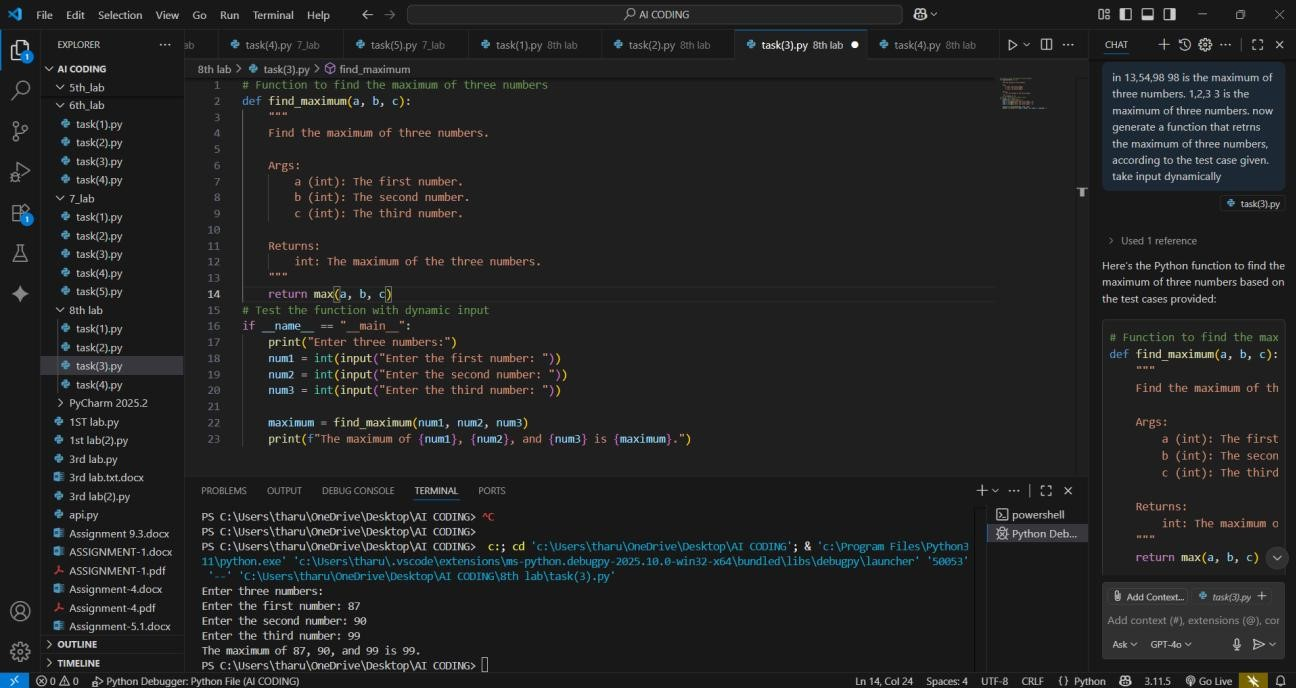 File Edit Selection View Go Run Terminal Help
AI CODING
EXPLORER
ab
task(4).py 7_lab
task(5).py 7_lab
task(1).py 8th lab
task(2).py 8th lab
task(3).py 8th lab
task(4).py 8th lab
CHAT
AI CODING
5th_lab
6th_lab
task(1).py
task(2).py
task(3).py
task(4).py
7_lab
task(1).py
task(2).py
task(3).py
task(4).py
task(5).py
8th lab
task(1).py
task(2).py
task(3).py
task(4).py
PyCharm 2025.2
1ST lab.py
1st lab(2).py
3rd lab.py
3rd lab.txt.docx
3rd lab(2).py
api.py
Assignment 9.3.docx
ASSIGNMENT-1.docx
ASSIGNMENT-1.pdf
Assignment-4.docx
Assignment-4.pdf
Assignment-5.1.docx
OUTLINE
TIMELINE
1
1
8th lab > task(3).py > find_maximum
1 # Function to find the maximum of three numbers
2 def find_maximum(a, b, c):
3 """
4 Find the maximum of three numbers.
5
6 Args:
7 a (int): The first number.
8 b (int): The second number.
9 c (int): The third number.
10
11 Returns:
12 int: The maximum of the three numbers.
13 """
14 return max(a, b, c)
15 # Test the function with dynamic input
16 if __name__ == "__main__":
17 print("Enter three numbers:")
18 num1 = int(input("Enter the first number: "))
19 num2 = int(input("Enter the second number: "))
20 num3 = int(input("Enter the third number: "))
21
22 maximum = find_maximum(num1, num2, num3)
23 print(f"The maximum of {num1}, {num2}, and {num3} is {maximum}.")
PROBLEMS OUTPUT DEBUG CONSOLE TERMINAL PORTS
PS C:\Users\tharu\OneDrive\Desktop\AI CODING> ^C
PS C:\Users\tharu\OneDrive\Desktop\AI CODING>
PS C:\Users\tharu\OneDrive\Desktop\AI CODING> c:; cd 'c:\Users\tharu\OneDrive\Desktop\AI CODING'; & 'c:\Program Files\Python3
11\python.exe' 'c:\Users\tharu\.vscode\extensions\ms-python.debugpy-2025.10.0-win32-x64\bundled\libs\debugpy\launcher' '50053'
'--' 'C:\Users\tharu\OneDrive\Desktop\AI CODING\8th lab\task(3).py'
Enter three numbers:
Enter the first number: 87
Enter the second number: 90
Enter the third number: 99
The maximum of 87, 90, and 99 is 99.
PS C:\Users\tharu\OneDrive\Desktop\AI CODING>
powershell
Python Deb...
in 13,54,98 98 is the maximum of
three numbers. 1,2,3 3 is the
maximum of three numbers. now
generate a function that retrns
the maximum of three numbers,
according to the test case given.
take input dynamically
task(3).py
Used 1 reference
Here's the Python function to find the
maximum of three numbers based on
the test cases provided:
# Function to find the max
def find_maximum(a, b, c):
"""
Find the maximum of th
Args:
a (int): The first
b (int): The secon
c (int): The third
Returns:
int: The maximum o
"""
return max(a, b, c)
Add Context...
task(3).py
Add context (#), extensions (@), cor
Ask GPT-4o
0 0
Python Debugger: Python File (AI CODING)
Ln 14, Col 24 Spaces: 4 UTF-8 CRLF {} Python 3.11.5 Go Live